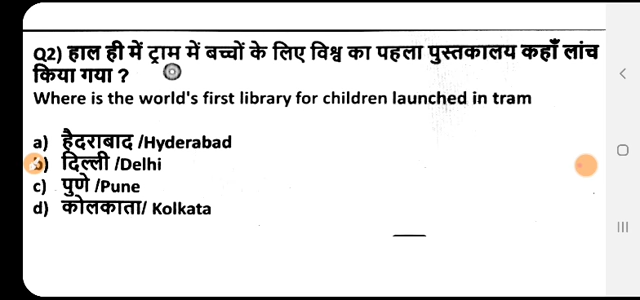 Q2) हाल ही में ट्राम में बच्चों के लिए विश्व का पहला पुस्तकालय कहाँ लांच
किया गया ?
Where is the world's first library for children launched in tram
a) हैदराबाद /Hyderabad
b) दिल्ली /Delhi
c) पुणे /Pune
d) कोलकाता/ Kolkata